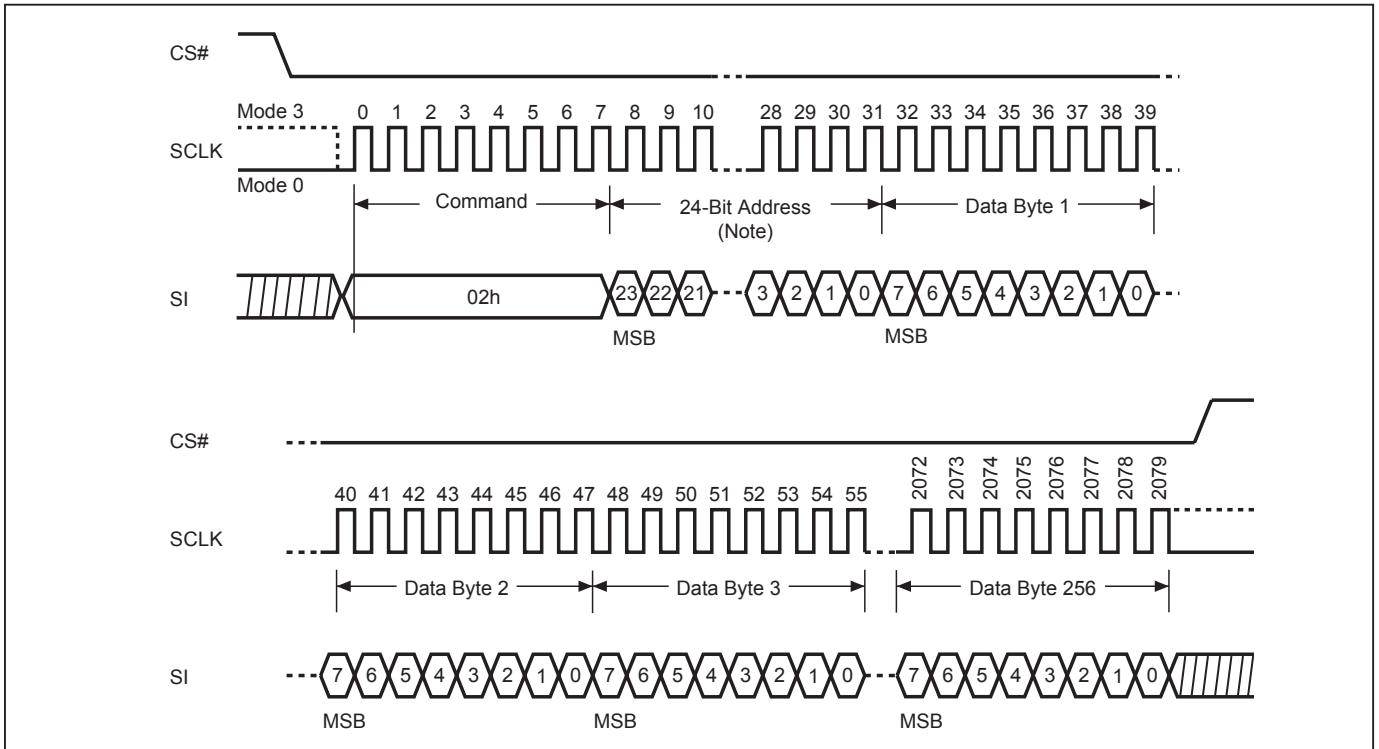 CS#
Mode 3 0 1 2 3 4 5 6 7 8 9 10 28 29 30 31 32 33 34 35 36 37 38 39
SCLK
Mode 0
Command 24-Bit Address Data Byte 1
(Note)
SI 02h 23 22 21 3 2 1 0 7 6 5 4 3 2 1 0
MSB MSB
CS#
40 41 42 43 44 45 46 47 48 49 50 51 52 53 54 55 2072 2073 2074 2075 2076 2077 2078 2079
SCLK
Data Byte 2 Data Byte 3 Data Byte 256
SI 7 6 5 4 3 2 1 0 7 6 5 4 3 2 1 0 7 6 5 4 3 2 1 0
MSB MSB MSB